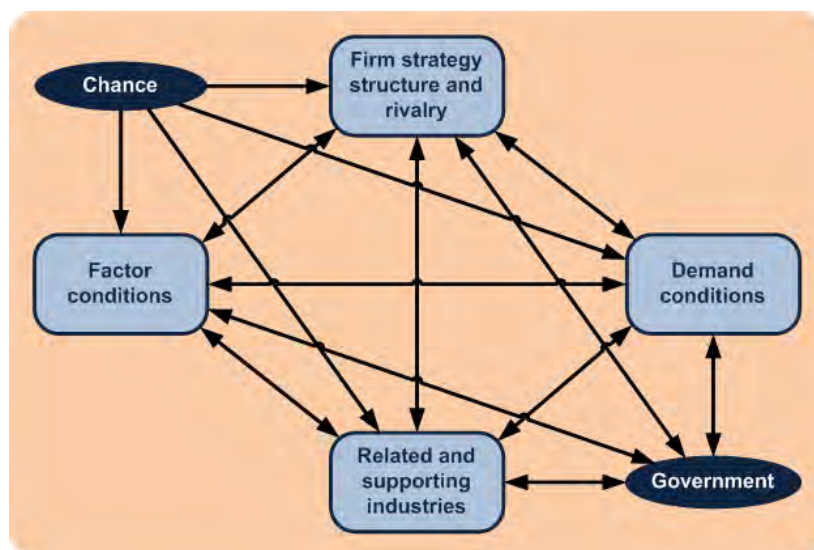 Chance
Firm strategy
structure and
rivalry
Factor
conditions
Demand
conditions
Related and
supporting
industries
Government